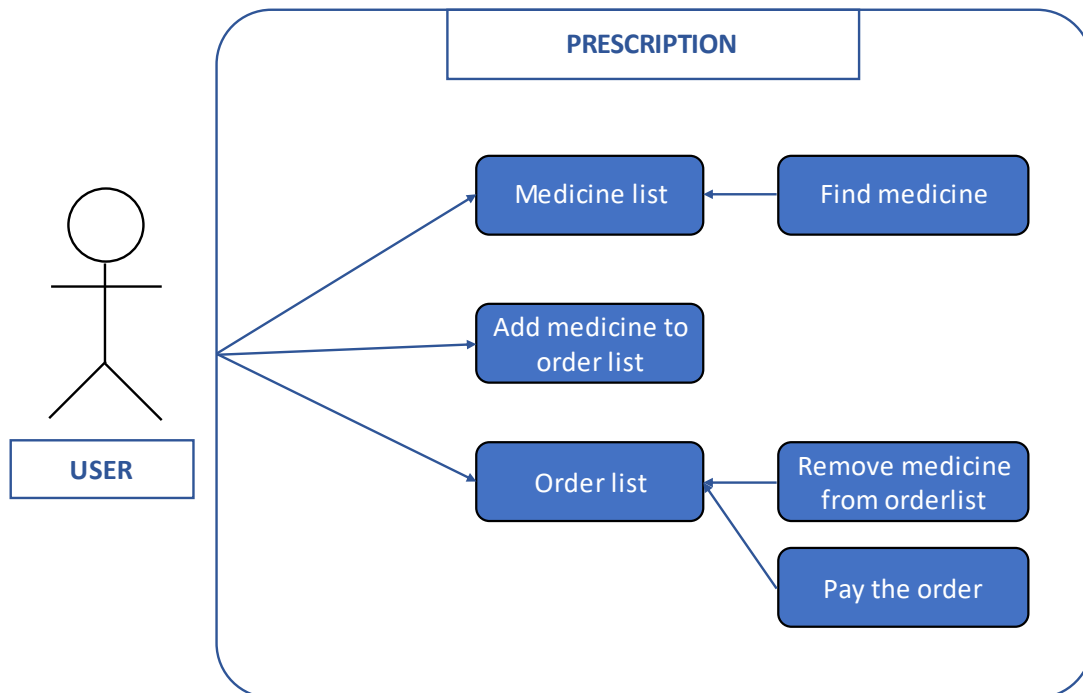 PRESCRIPTION
Medicine list
Find medicine
Add medicine to
order list
USER
Order list
Remove medicine
from orderlist
Pay the order